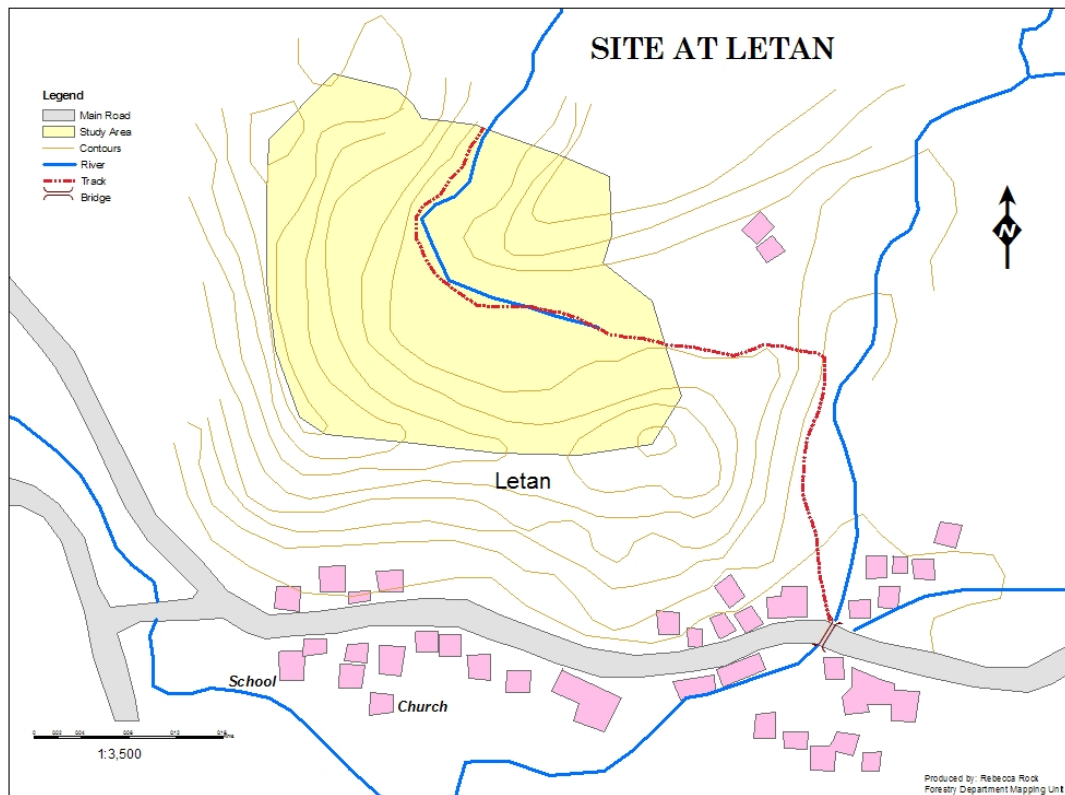 SITE AT LETAN
Legend
Main Road
Study Area
Contours
River
Track
Bridge
N
Letan
School
Church
0
1:3,500
Produced by: Rebecca Rock
Forestry Department Mapping Unit